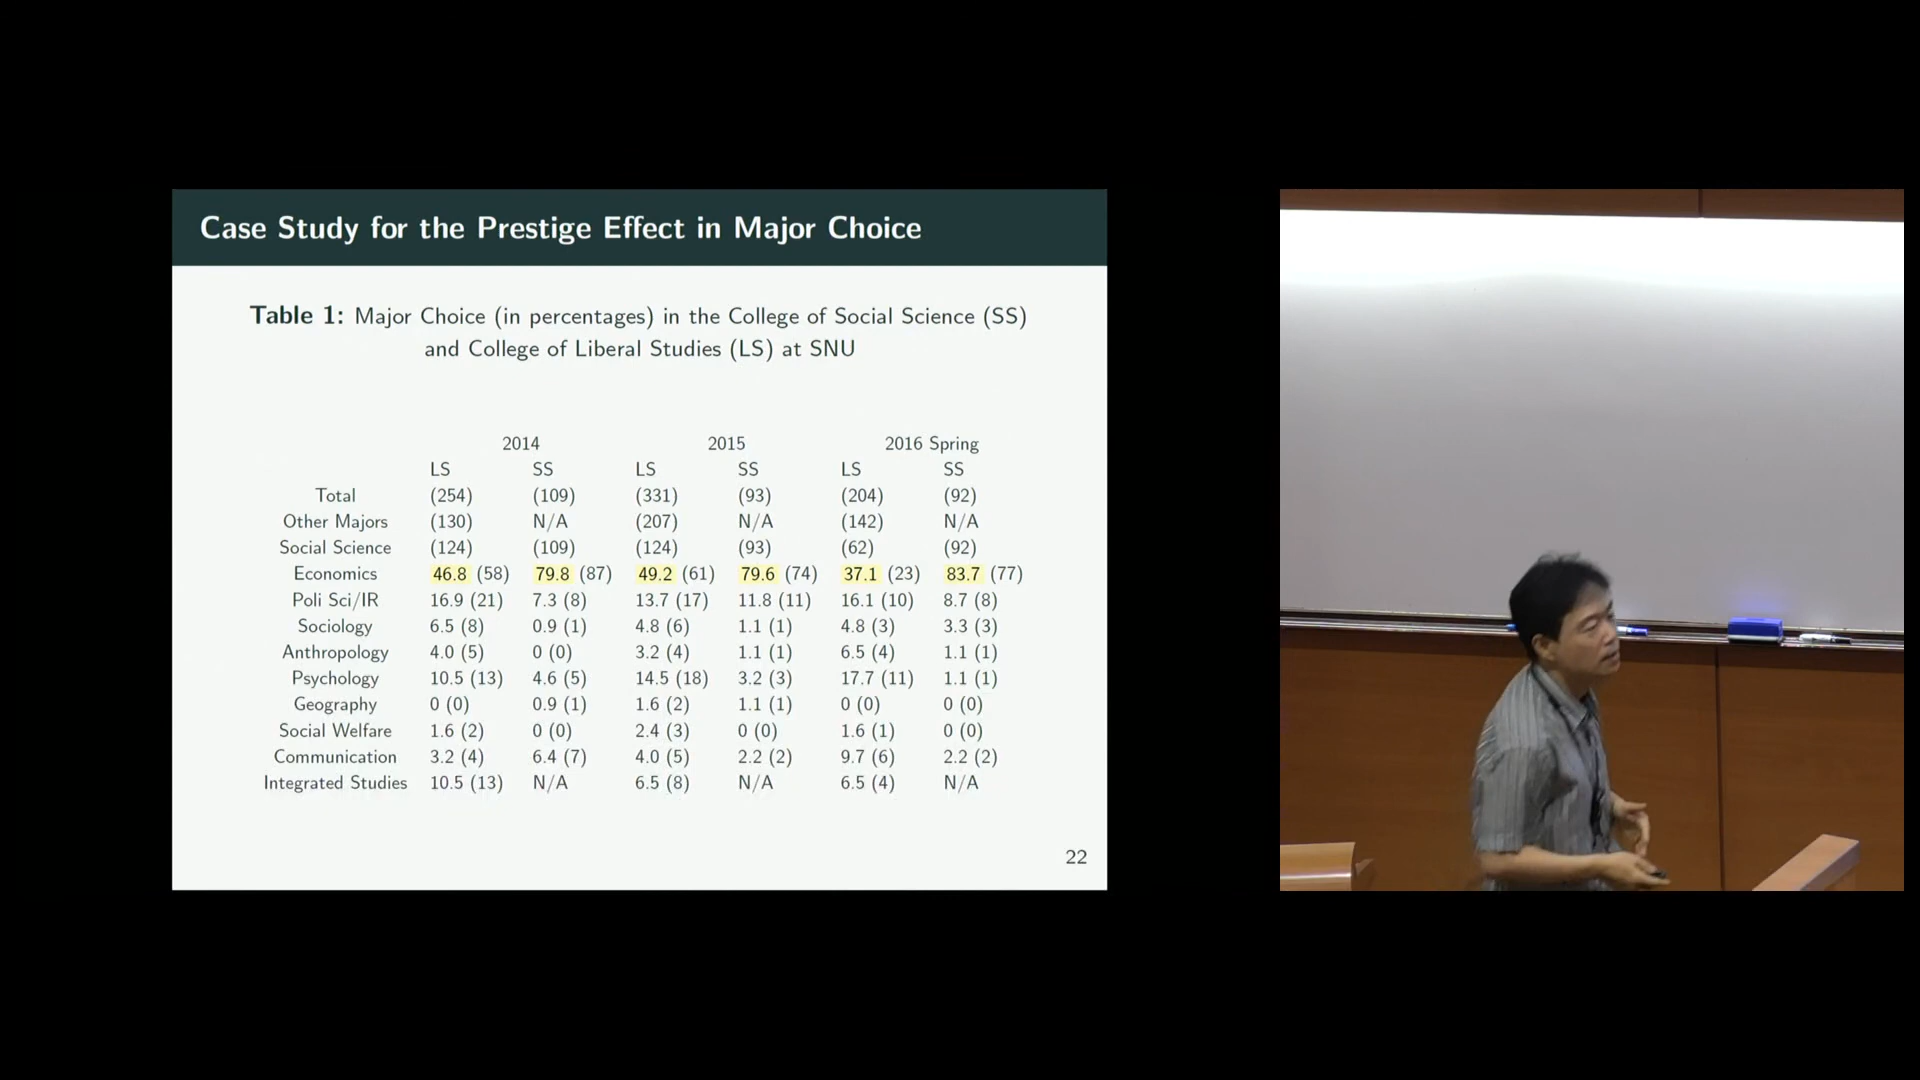 Case Study for the Prestige Effect in Major Choice
Table 1: Major Choice (in percentages) in the College of Social Science (SS)
and College of Liberal Studies (LS) at SNU
2014 2015 2016 Spring
LS SS LS SS LS SS
Total (254) (109) (331) (93) (204) (92)
Other Majors (130) N/A (207) N/A (142) N/A
Social Science (124) (109) (124) (93) (62) (92)
Economics 46.8 (58) 79.8 (87) 49.2 (61) 79.6 (74) 37.1 (23) 83.7 (77)
Poli Sci/IR 16.9 (21) 7.3 (8) 13.7 (17) 11.8 (11) 16.1 (10) 8.7 (8)
Sociology 6.5 (8) 0.9 (1) 4.8 (6) 1.1 (1) 4.8 (3) 3.3 (3)
Anthropology 4.0 (5) 0 (0) 3.2 (4) 1.1 (1) 6.5 (4) 1.1 (1)
Psychology 10.5 (13) 4.6 (5) 14.5 (18) 3.2 (3) 17.7 (11) 1.1 (1)
Geography 0 (0) 0.9 (1) 1.6 (2) 1.1 (1) 0 (0) 0 (0)
Social Welfare 1.6 (2) 0 (0) 2.4 (3) 0 (0) 1.6 (1) 0 (0)
Communication 3.2 (4) 6.4 (7) 4.0 (5) 2.2 (2) 9.7 (6) 2.2 (2)
Integrated Studies 10.5 (13) N/A 6.5 (8) N/A 6.5 (4) N/A
22